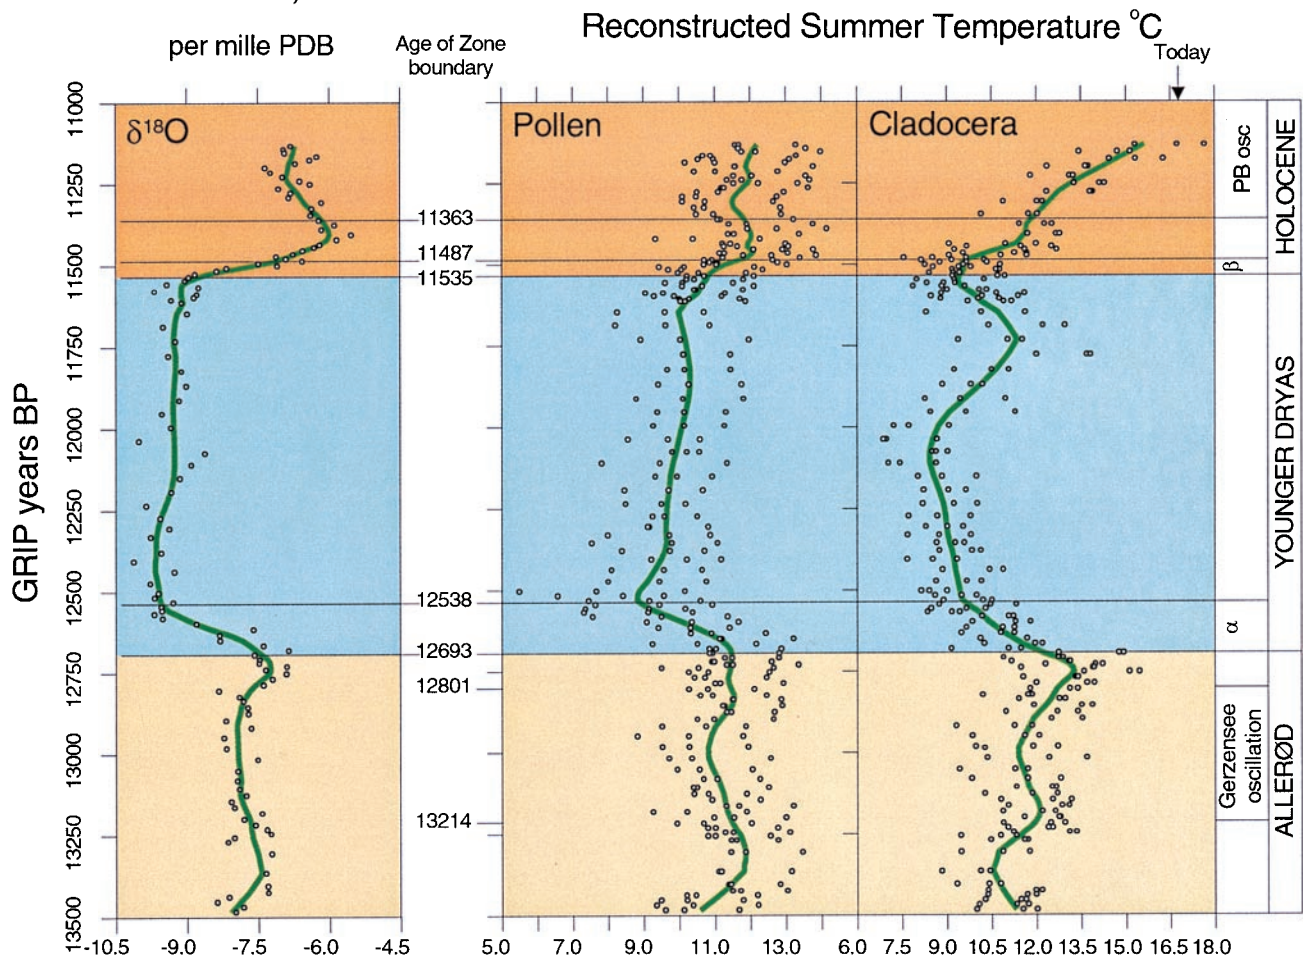 Reconstructed Summer Temperature °C
per mille PDB
Age of Zone
boundary
Today
δ¹⁸O
Pollen
Cladocera
GRIP years BP
11000
11250
11500
11750
12000
12250
12500
12750
13000
13250
13500
11363
11487
11535
12538
12693
12801
13214
PB osc
β
α
Gerzensee
oscillation
HOLOCENE
YOUNGER DRYAS
ALLERØD
-10.5 -9.0 -7.5 -6.0 -4.5
5.0 7.0 9.0 11.0 13.0
6.0 7.5 9.0 10.5 12.0 13.5 15.0 16.5 18.0